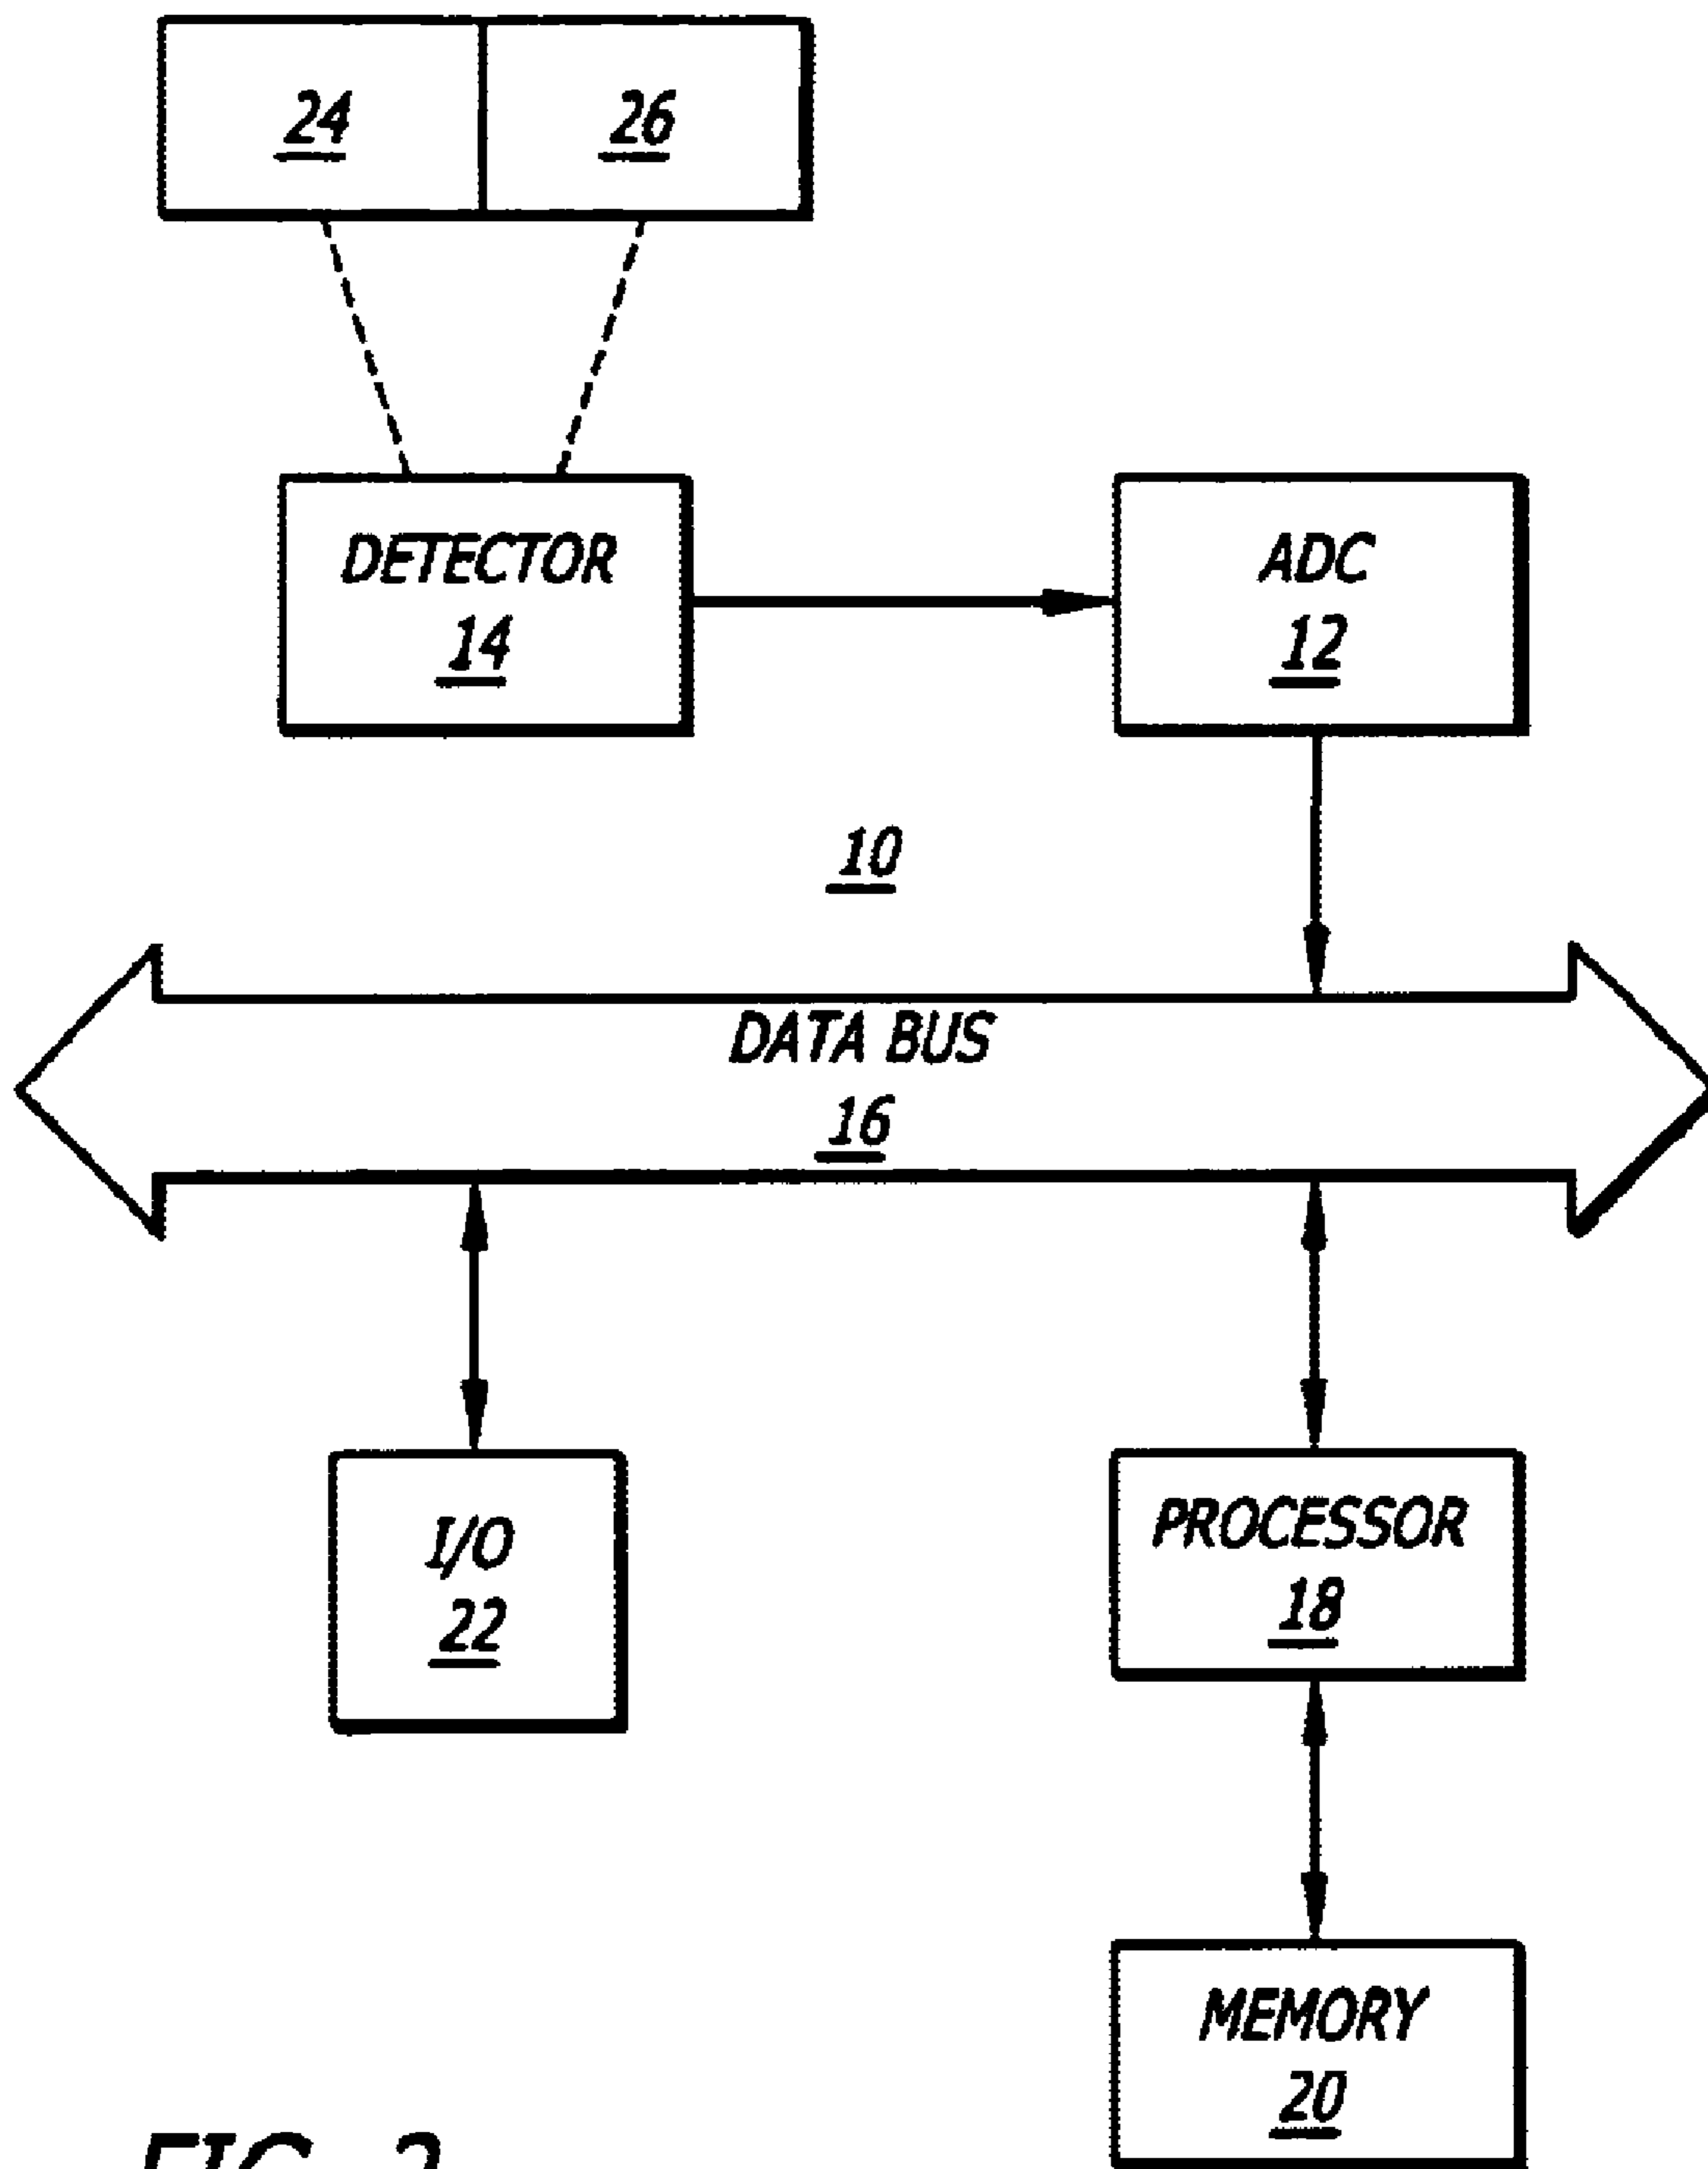 24 26
DETECTOR
14
ADC
12
10
DATA BUS
16
I/O
22
PROCESSOR
18
MEMORY
20
FIG. 2